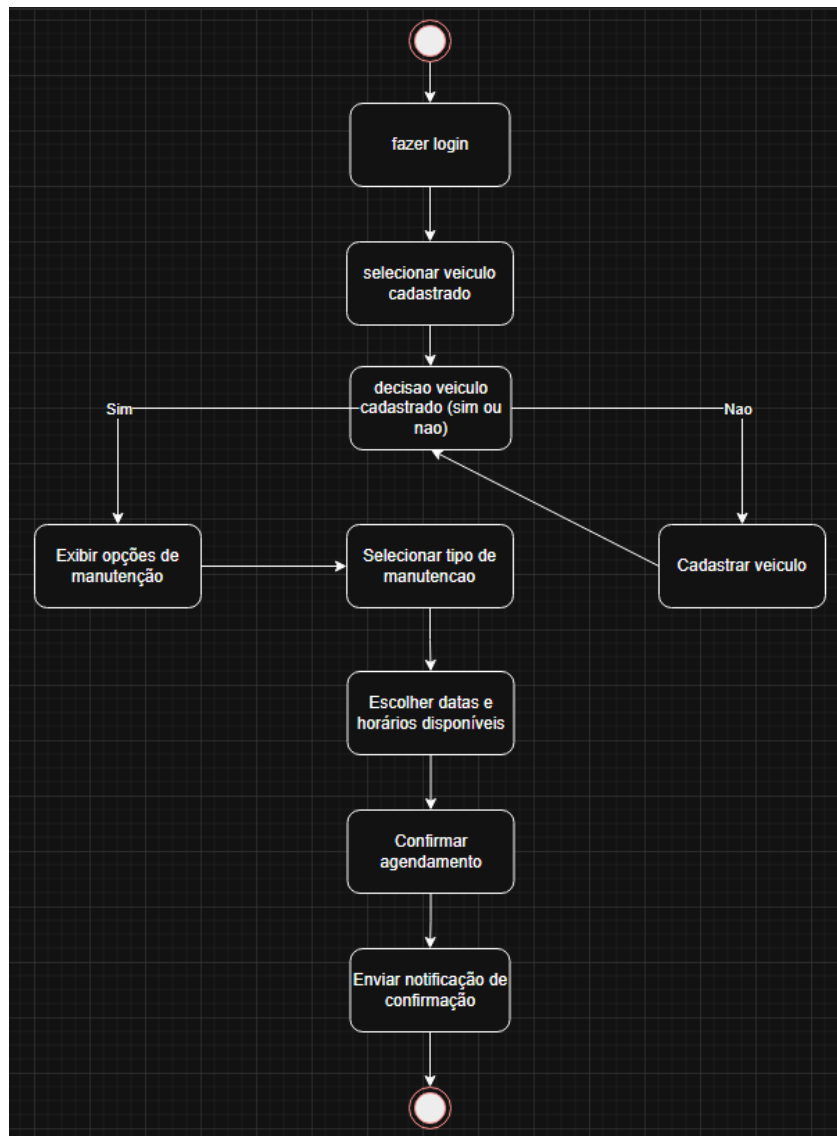 fazer login
selecionar veiculo
cadastrado
decisao veiculo
cadastrado (sim ou
nao)
Sim
Nao
Exibir opções de
manutenção
Selecionar tipo de
manutencao
Cadastrar veiculo
Escolher datas e
horários disponíveis
Confirmar
agendamento
Enviar notificação de
confirmação